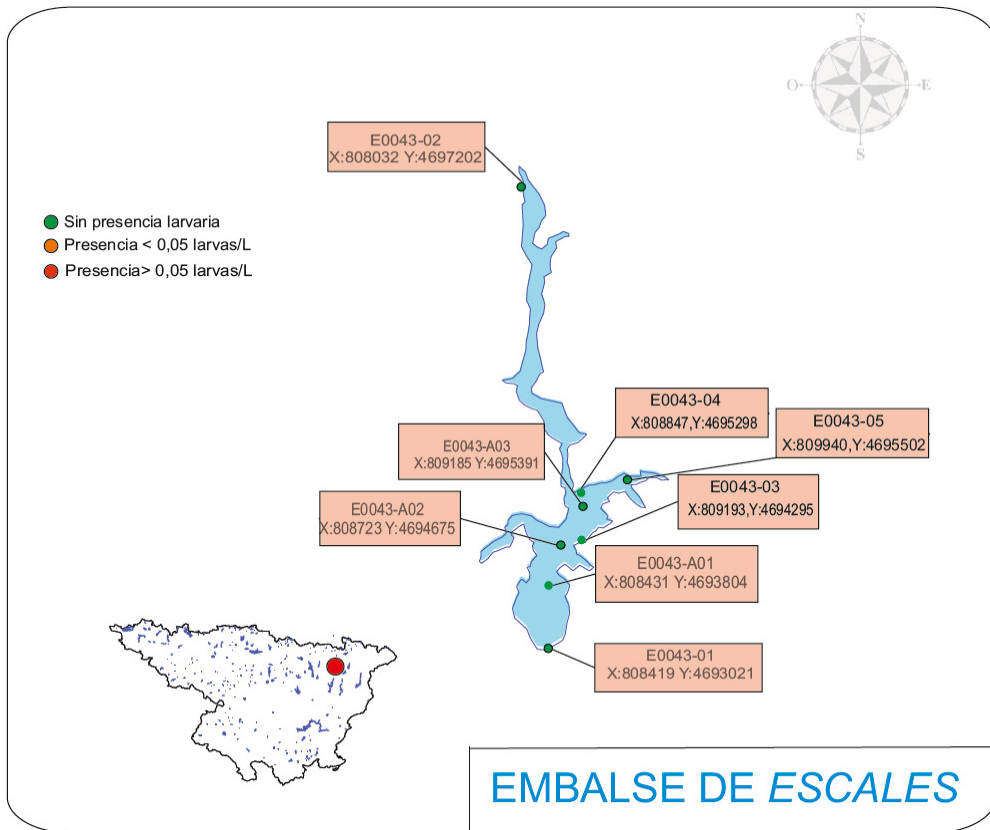 N
O
E
S
E0043-02
X:808032 Y:4697202
Sin presencia larvaria
Presencia < 0,05 larvas/L
Presencia> 0,05 larvas/L
E0043-04
X:808847,Y:4695298
E0043-05
X:809940,Y:4695502
E0043-A03
X:809185 Y:4695391
E0043-03
X:809193,Y:4694295
E0043-A02
X:808723 Y:4694675
E0043-A01
X:808431 Y:4693804
E0043-01
X:808419 Y:4693021
EMBALSE DE ESCALES